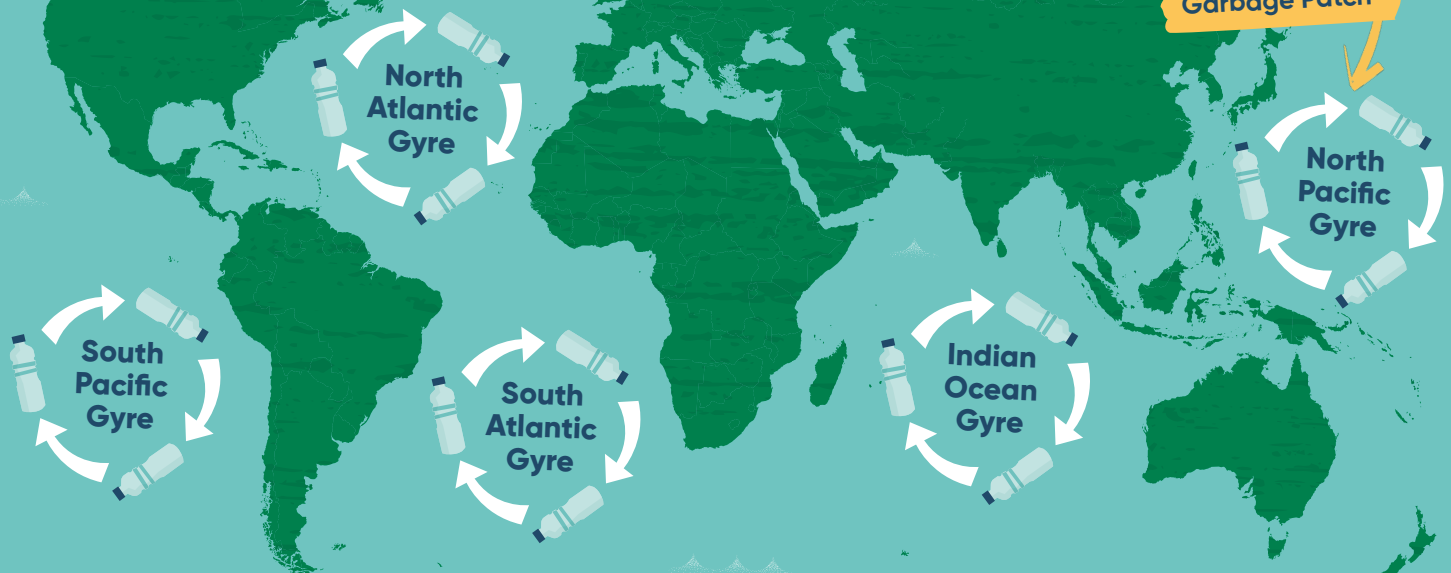 Garbage Patch
North
Atlantic
Gyre
North
Pacific
Gyre
South
Pacific
Gyre
South
Atlantic
Gyre
Indian
Ocean
Gyre